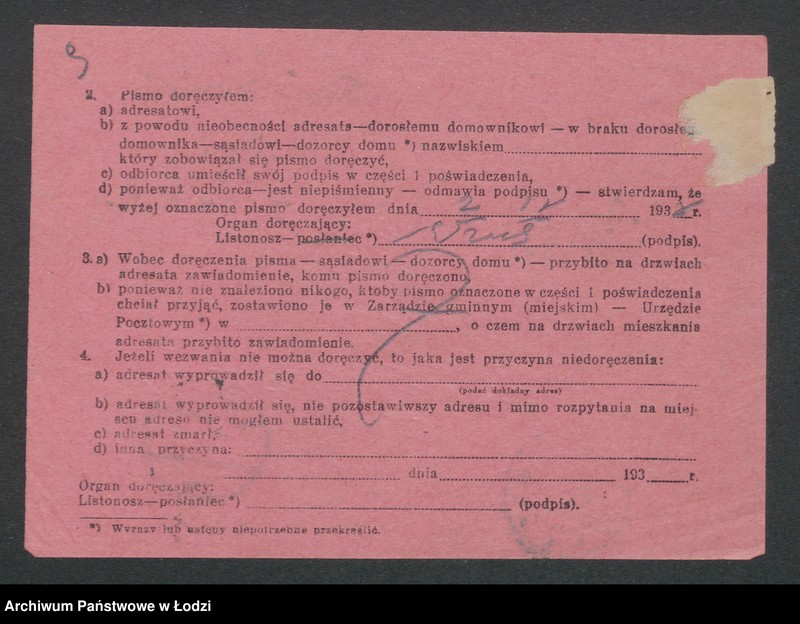 2. Pismo doręczyłem:
a) adresatowi,
b) z powodu nieobecności adresata—dorosłemu domownikowi — w braku dorosłego
domownika—sąsiadowi—dozorcy domu *) nazwiskiem
który zobowiązał się pismo doręczyć,
c) odbiorca umieścił swój podpis w części 1 poświadczenia,
d) ponieważ odbiorca—jest niepiśmienny — odmawia podpisu *) — stwierdzam, że
wyżej oznaczone pismo doręczyłem dnia 2 193 r.
Organ doręczający:
Listonosz—posłaniec *) (podpis).
3. a) Wobec doręczenia pisma — sąsiadowi — dozorcy domu *) — przybito na drzwiach
adresata zawiadomienie, komu pismo doręczono,
b) ponieważ nie znaleziono nikogo, ktoby pismo oznaczone w części 1 poświadczenia
chciał przyjąć, zostawiono je w Zarządzie gminnym (miejskim) — Urzędzie
Pocztowym *) w , o czem na drzwiach mieszkania
adresata przybito zawiadomienie.
4. Jeżeli wezwania nie można doręczyć, to jaka jest przyczyna niedoręczenia:
a) adresat wyprowadził się do
(podać dokładny adres)
b) adresat wyprowadził się, nie pozostawiwszy adresu i mimo rozpytania na miej-
scu adresu nie mogłem ustalić,
c) adresat zmarł,
d) inna przyczyna:
dnia 193 r.
Organ doręczający:
Listonosz—posłaniec *) (podpis).
*) Wyrazy lub ustępy niepotrzebne przekreślić.
Archiwum Państwowe w Łodzi